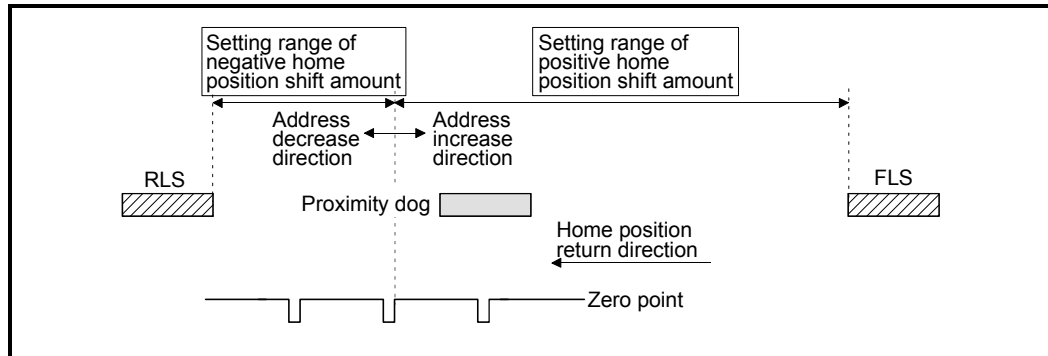 Setting range of
negative home
position shift amount
Setting range of
positive home
position shift amount
Address
decrease
direction
Address
increase
direction
RLS
FLS
Proximity dog
Home position
return direction
Zero point